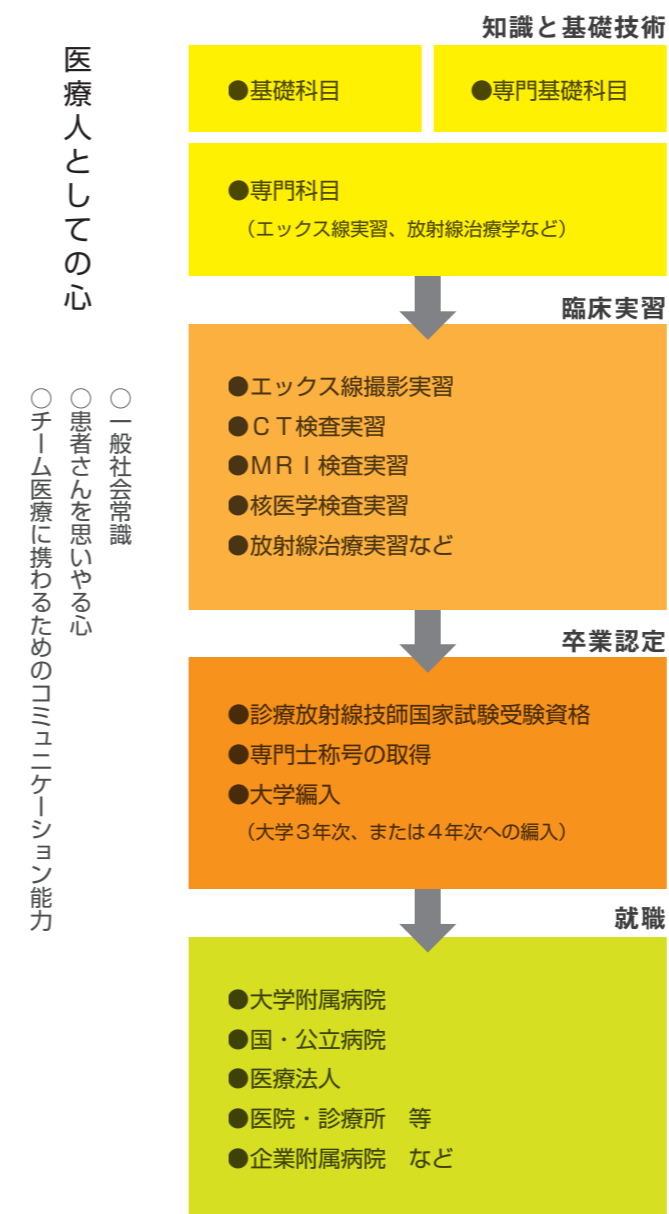 医療人としての心
○一般社会常識
○患者さんを思いやる心
○チーム医療に携わるためのコミュニケーション能力
知識と基礎技術
●基礎科目
●専門基礎科目
●専門科目
（エックス線実習、放射線治療学など）
臨床実習
●エックス線撮影実習
●ＣＴ検査実習
●ＭＲＩ検査実習
●核医学検査実習
●放射線治療実習など
卒業認定
●診療放射線技師国家試験受験資格
●専門士称号の取得
●大学編入
（大学３年次、または４年次への編入）
就職
●大学附属病院
●国・公立病院
●医療法人
●医院・診療所　等
●企業附属病院　など